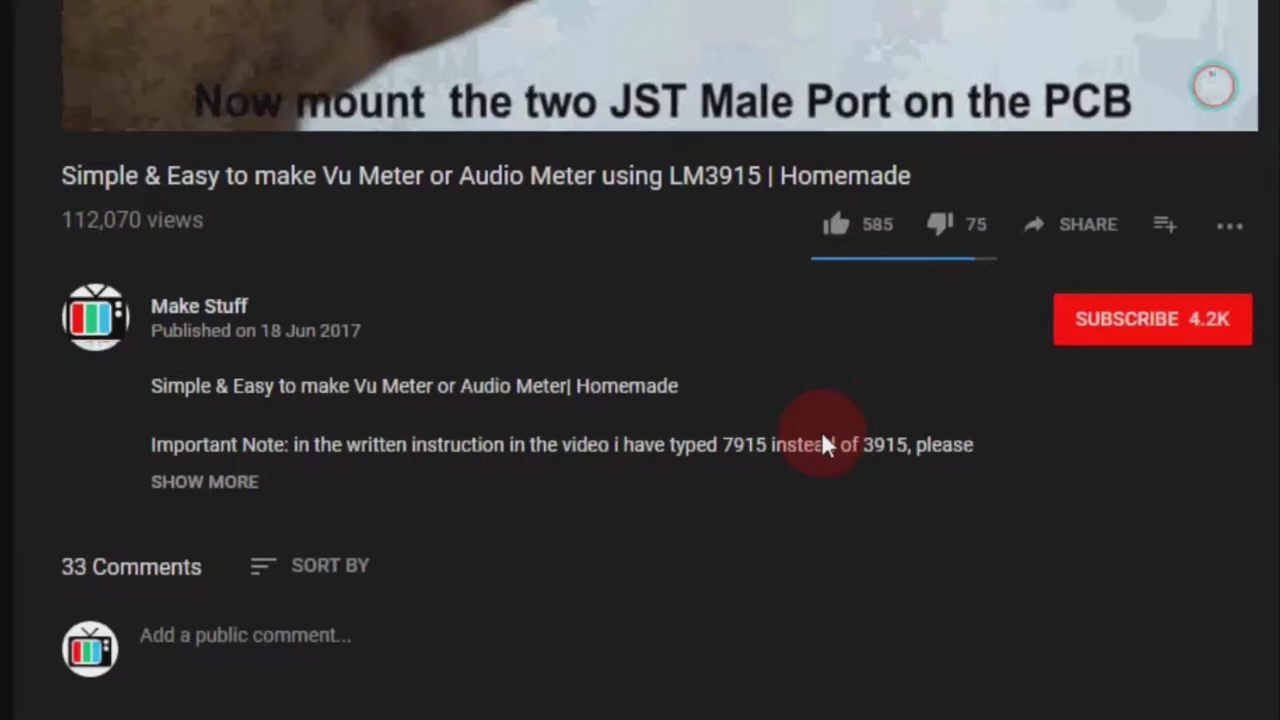 Now mount the two JST Male Port on the PCB
Simple & Easy to make Vu Meter or Audio Meter using LM3915 | Homemade
112,070 views
585
75
SHARE
Make Stuff
Published on 18 Jun 2017
SUBSCRIBE 4.2K
Simple & Easy to make Vu Meter or Audio Meter| Homemade
Important Note: in the written instruction in the video i have typed 7915 instead of 3915, please
SHOW MORE
33 Comments
SORT BY
Add a public comment...